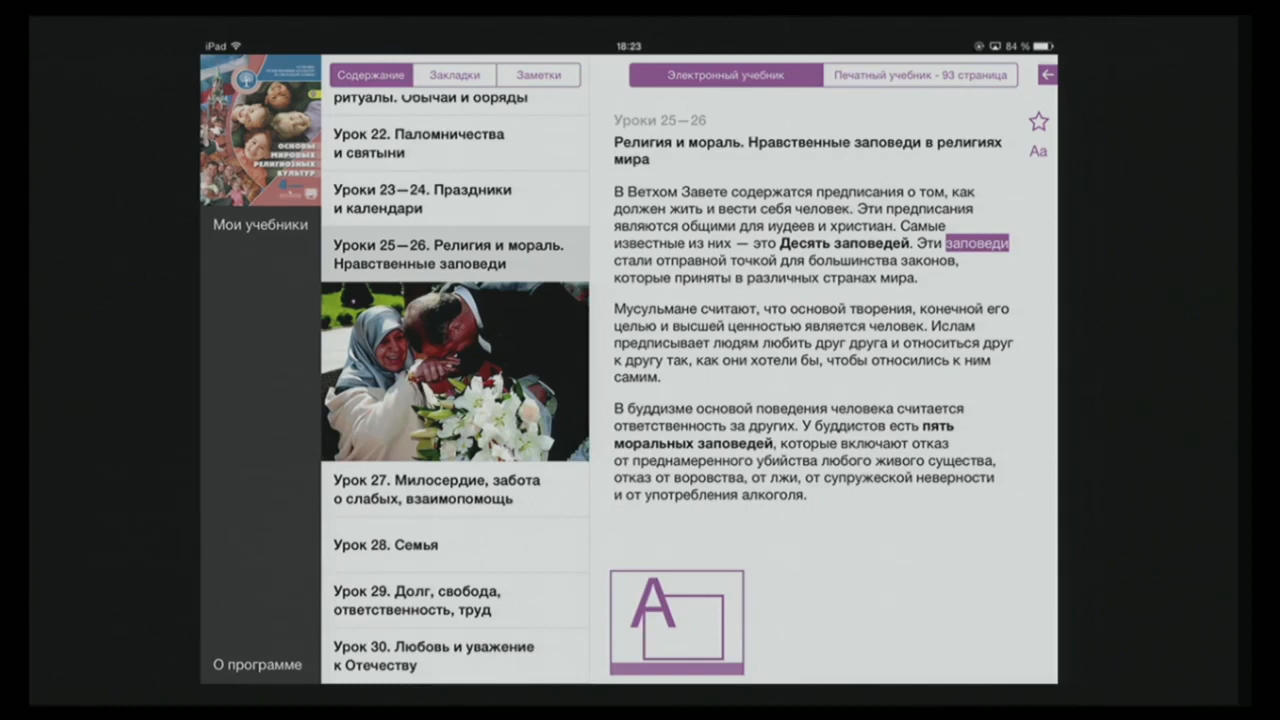 iPad
18:23
84 %
ОСНОВЫ
МИРОВЫХ
РЕЛИГИОЗНЫХ
КУЛЬТУР
Мои учебники
О программе
Содержание
Закладки
Заметки
ритуалы. Обычаи и обряды
Урок 22. Паломничества
и святыни
Уроки 23—24. Праздники
и календари
Уроки 25—26. Религия и мораль.
Нравственные заповеди
Урок 27. Милосердие, забота
о слабых, взаимопомощь
Урок 28. Семья
Урок 29. Долг, свобода,
ответственность, труд
Урок 30. Любовь и уважение
к Отечеству
Электронный учебник
Печатный учебник - 93 страница
Уроки 25—26
Aa
Религия и мораль. Нравственные заповеди в религиях
мира
В Ветхом Завете содержатся предписания о том, как
должен жить и вести себя человек. Эти предписания
являются общими для иудеев и христиан. Самые
известные из них — это Десять заповедей. Эти заповеди
стали отправной точкой для большинства законов,
которые приняты в различных странах мира.
Мусульмане считают, что основой творения, конечной его
целью и высшей ценностью является человек. Ислам
предписывает людям любить друг друга и относиться друг
к другу так, как они хотели бы, чтобы относились к ним
самим.
В буддизме основой поведения человека считается
ответственность за других. У буддистов есть пять
моральных заповедей, которые включают отказ
от преднамеренного убийства любого живого существа,
отказ от воровства, от лжи, от супружеской неверности
и от употребления алкоголя.
A